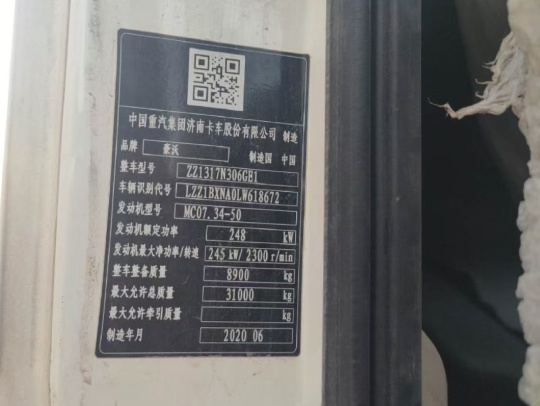 中国重汽集团济南卡车股份有限公司 制造
品牌 豪沃 制造国 中国
整车型号 ZZ1317N306GE1
车辆识别代号 LZZ1BXNA0LW618672
发动机型号 MC07.34-50
发动机额定功率 248 kW
发动机最大净功率/转速 245 kW/ 2300 r/min
整车整备质量 8900 kg
最大允许总质量 31000 kg
最大允许牵引质量 kg
制造年月 2020 06